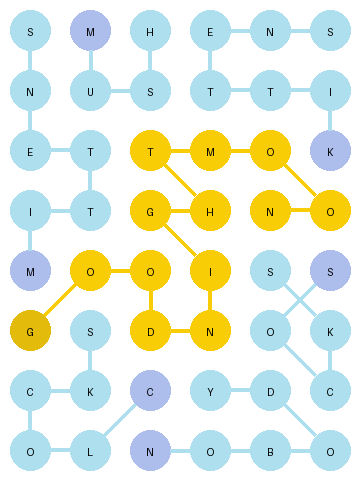 S M H E N S
N U S T T I
E T T M O K
I T G H N O
M O O I S S
G S D N O K
C K C Y D C
O L N O B O